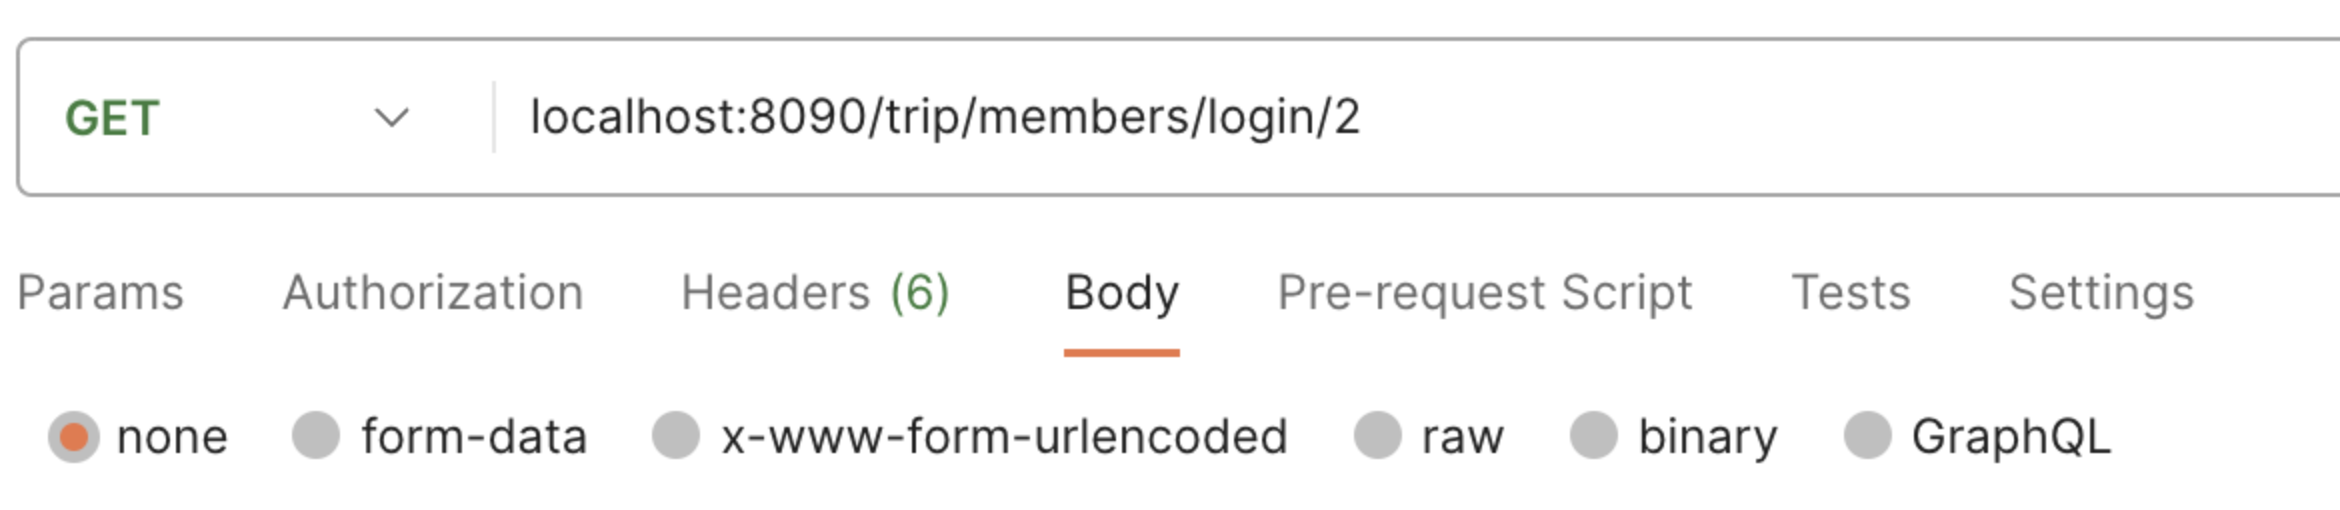 GET localhost:8090/trip/members/login/2
Params Authorization Headers (6) Body Pre-request Script Tests Settings
none form-data x-www-form-urlencoded raw binary GraphQL